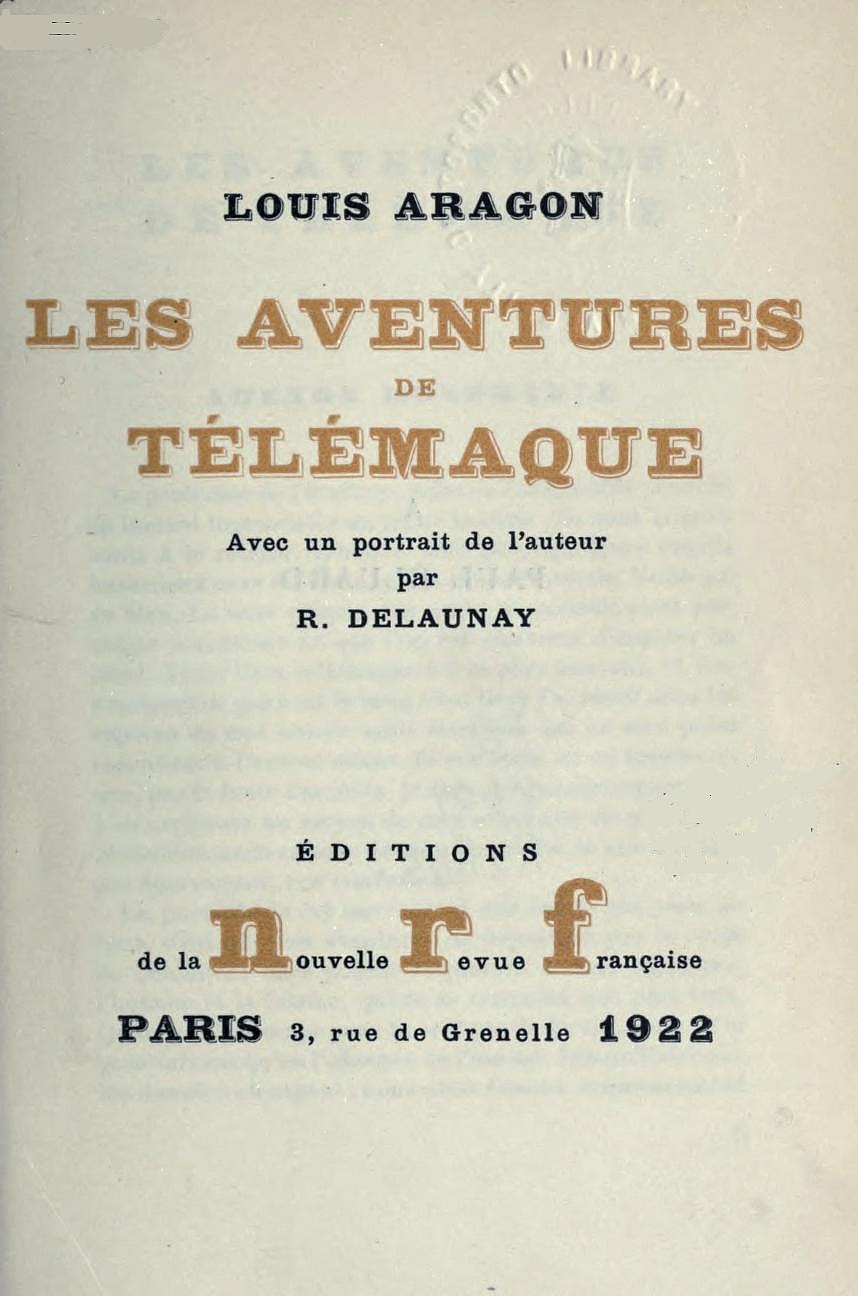 LOUIS ARAGON
LES AVENTURES
DE
TÉLÉMAQUE
Avec un portrait de l'auteur
par
R. DELAUNAY
ÉDITIONS
de la nouvelle revue française
PARIS 3, rue de Grenelle 1922
LIBRARY